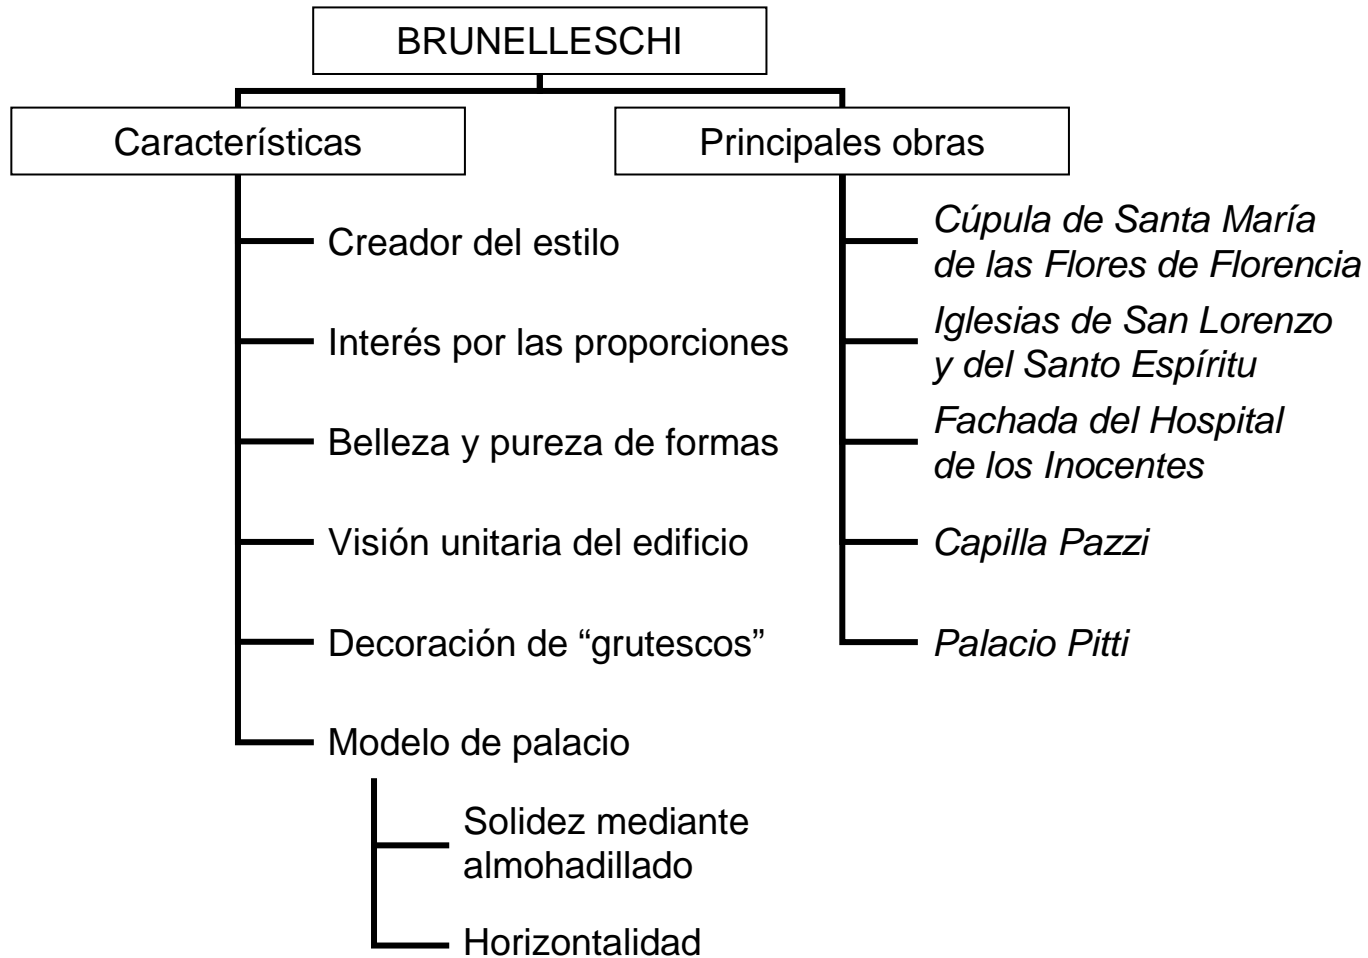 BRUNELLESCHI
Características
Creador del estilo
Interés por las proporciones
Belleza y pureza de formas
Visión unitaria del edificio
Decoración de “grutescos”
Modelo de palacio
Solidez mediante
almohadillado
Horizontalidad
Principales obras
Cúpula de Santa María
de las Flores de Florencia
Iglesias de San Lorenzo
y del Santo Espíritu
Fachada del Hospital
de los Inocentes
Capilla Pazzi
Palacio Pitti